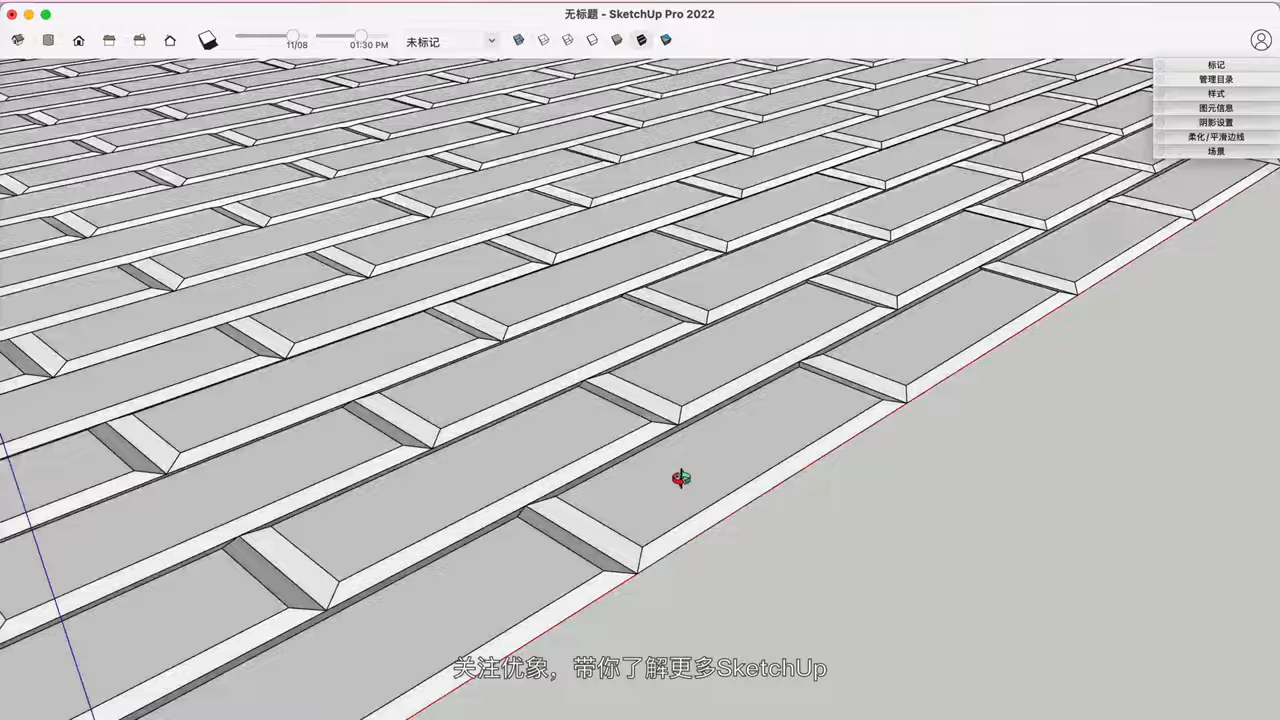 无标题 - SketchUp Pro 2022
11/08
01:30 PM
未标记
标记
管理目录
样式
图元信息
阴影设置
柔化/平滑边线
场景
关注优象，带你了解更多SketchUp